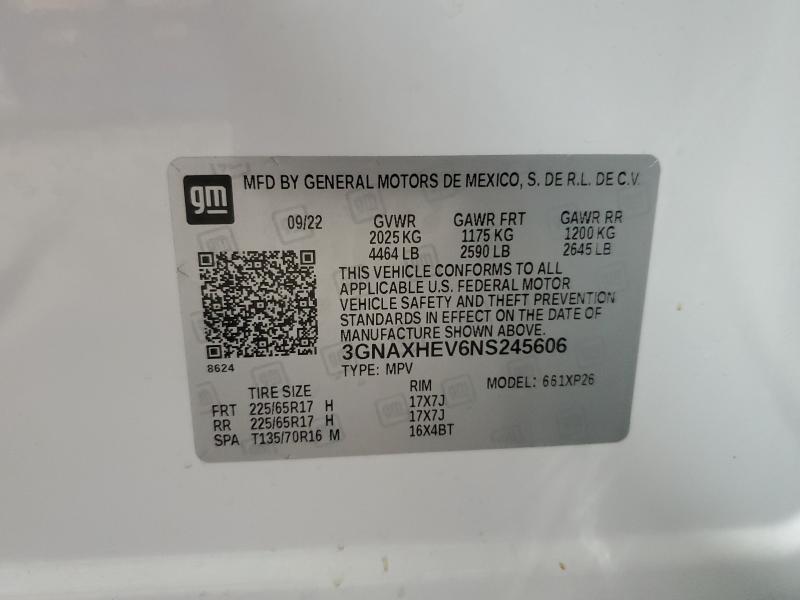 gm
MFD BY GENERAL MOTORS DE MEXICO, S. DE R.L. DE C.V.
09/22 GVWR GAWR FRT GAWR RR
2025 KG 1175 KG 1200 KG
4464 LB 2590 LB 2645 LB
THIS VEHICLE CONFORMS TO ALL
APPLICABLE U.S. FEDERAL MOTOR
VEHICLE SAFETY AND THEFT PREVENTION
STANDARDS IN EFFECT ON THE DATE OF
MANUFACTURE SHOWN ABOVE.
3GNAXHEV6NS245606
8624
TYPE: MPV MODEL: 661XP26
TIRE SIZE RIM
FRT 225/65R17 H 17X7J
RR 225/65R17 H 17X7J
SPA T135/70R16 M 16X4BT